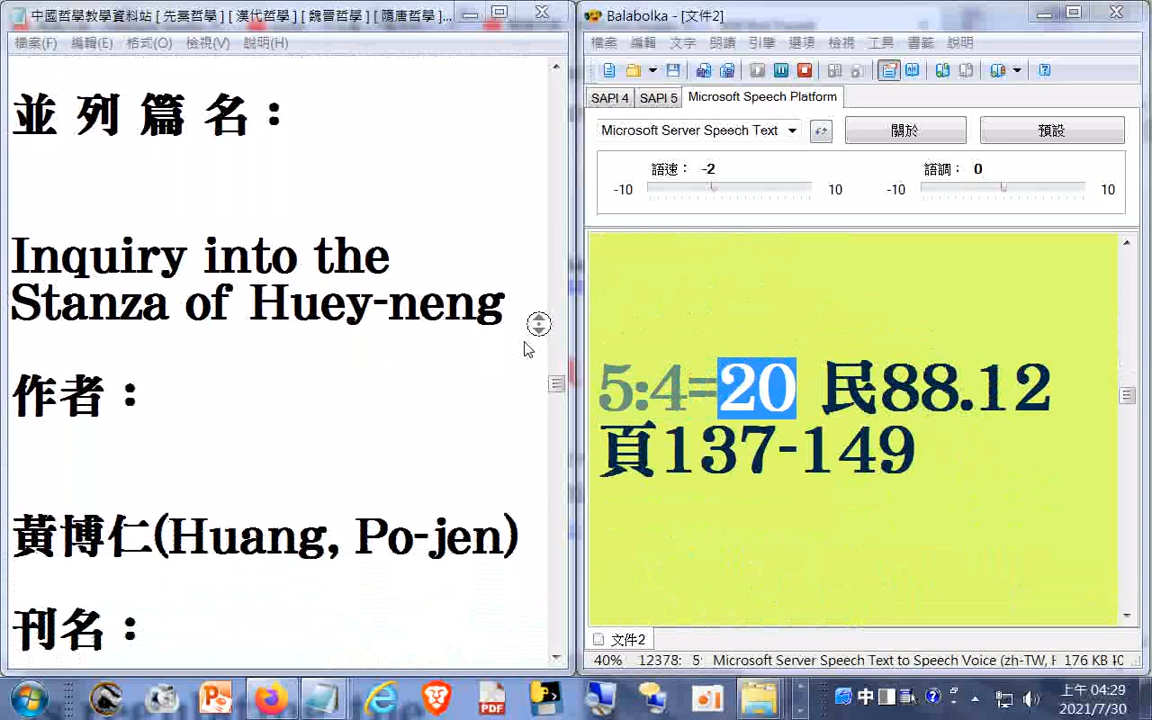 中國哲學教學資料站 [ 先秦哲學 ] [ 漢代哲學 ] [ 魏晉哲學 ] [ 隋唐哲學 ]...
檔案(F) 編輯(E) 格式(O) 檢視(V) 說明(H)
並 列 篇 名：
Inquiry into the
Stanza of Huey-neng
作者：
黃博仁(Huang, Po-jen)
刊名：
Balabolka - [文件2]
檔案 編輯 文字 朗讀 引擎 選項 檢視 工具 書籤 說明
SAPI 4 SAPI 5 Microsoft Speech Platform
Microsoft Server Speech Text 關於 預設
語速： -2 語調： 0
-10 10 -10 10
5:4=20 民88.12
頁137-149
文件2
40% 12378: 5: Microsoft Server Speech Text to Speech Voice (zh-TW, H 176 KB
中
上午 04:29
2021/7/30